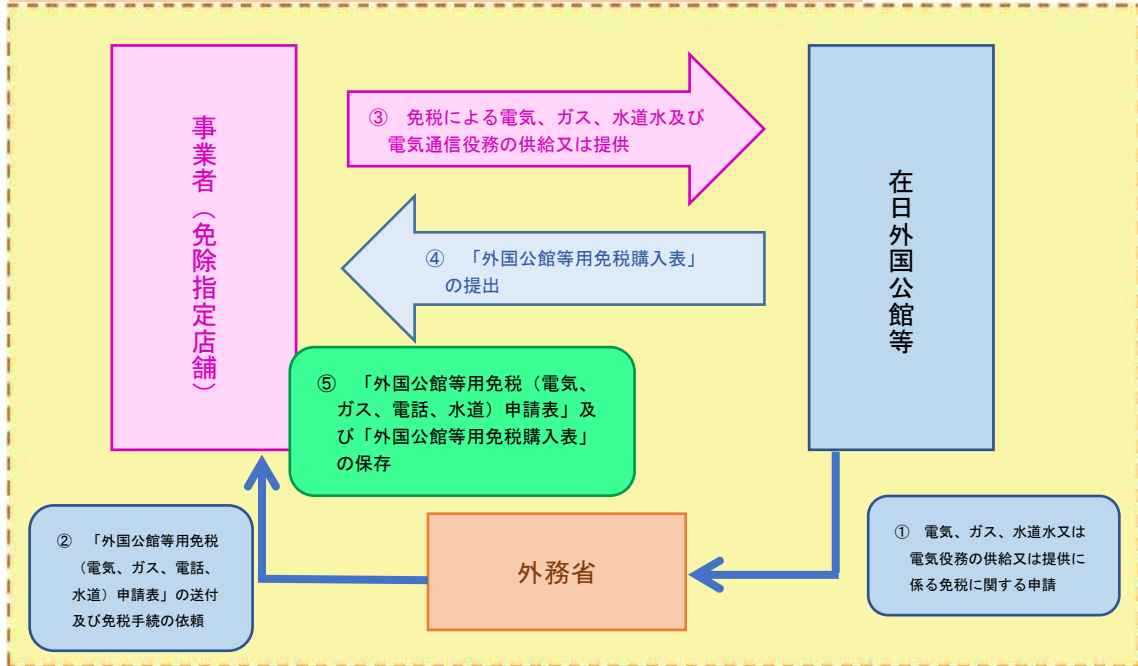 事業者（免除指定店舗）
③　免税による電気、ガス、水道水及び
電気通信役務の供給又は提供
在日外国公館等
④　「外国公館等用免税購入表」
の提出
⑤　「外国公館等用免税（電気、
ガス、電話、水道）申請表」及
び「外国公館等用免税購入表」
の保存
②　「外国公館等用免税
（電気、ガス、電話、
水道）申請表」の送付
及び免税手続の依頼
外務省
①　電気、ガス、水道水又は
電気役務の供給又は提供に
係る免税に関する申請